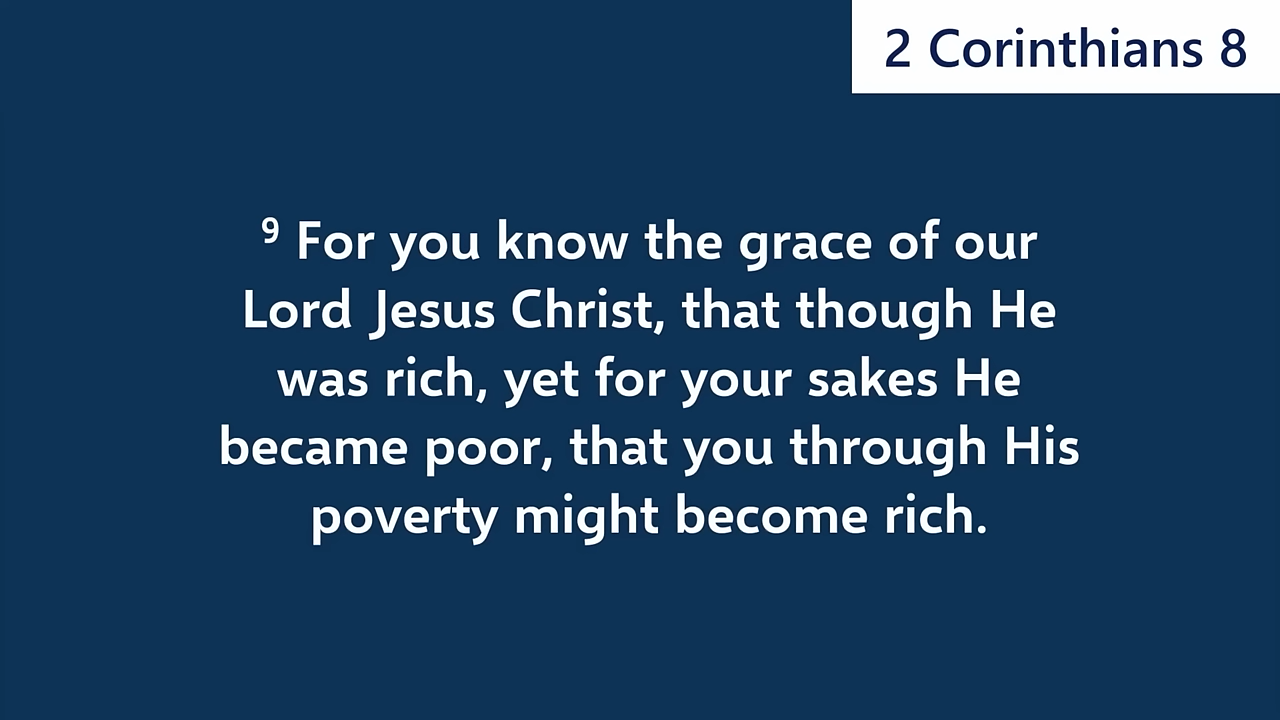 2 Corinthians 8
⁹ For you know the grace of our
Lord Jesus Christ, that though He
was rich, yet for your sakes He
became poor, that you through His
poverty might become rich.